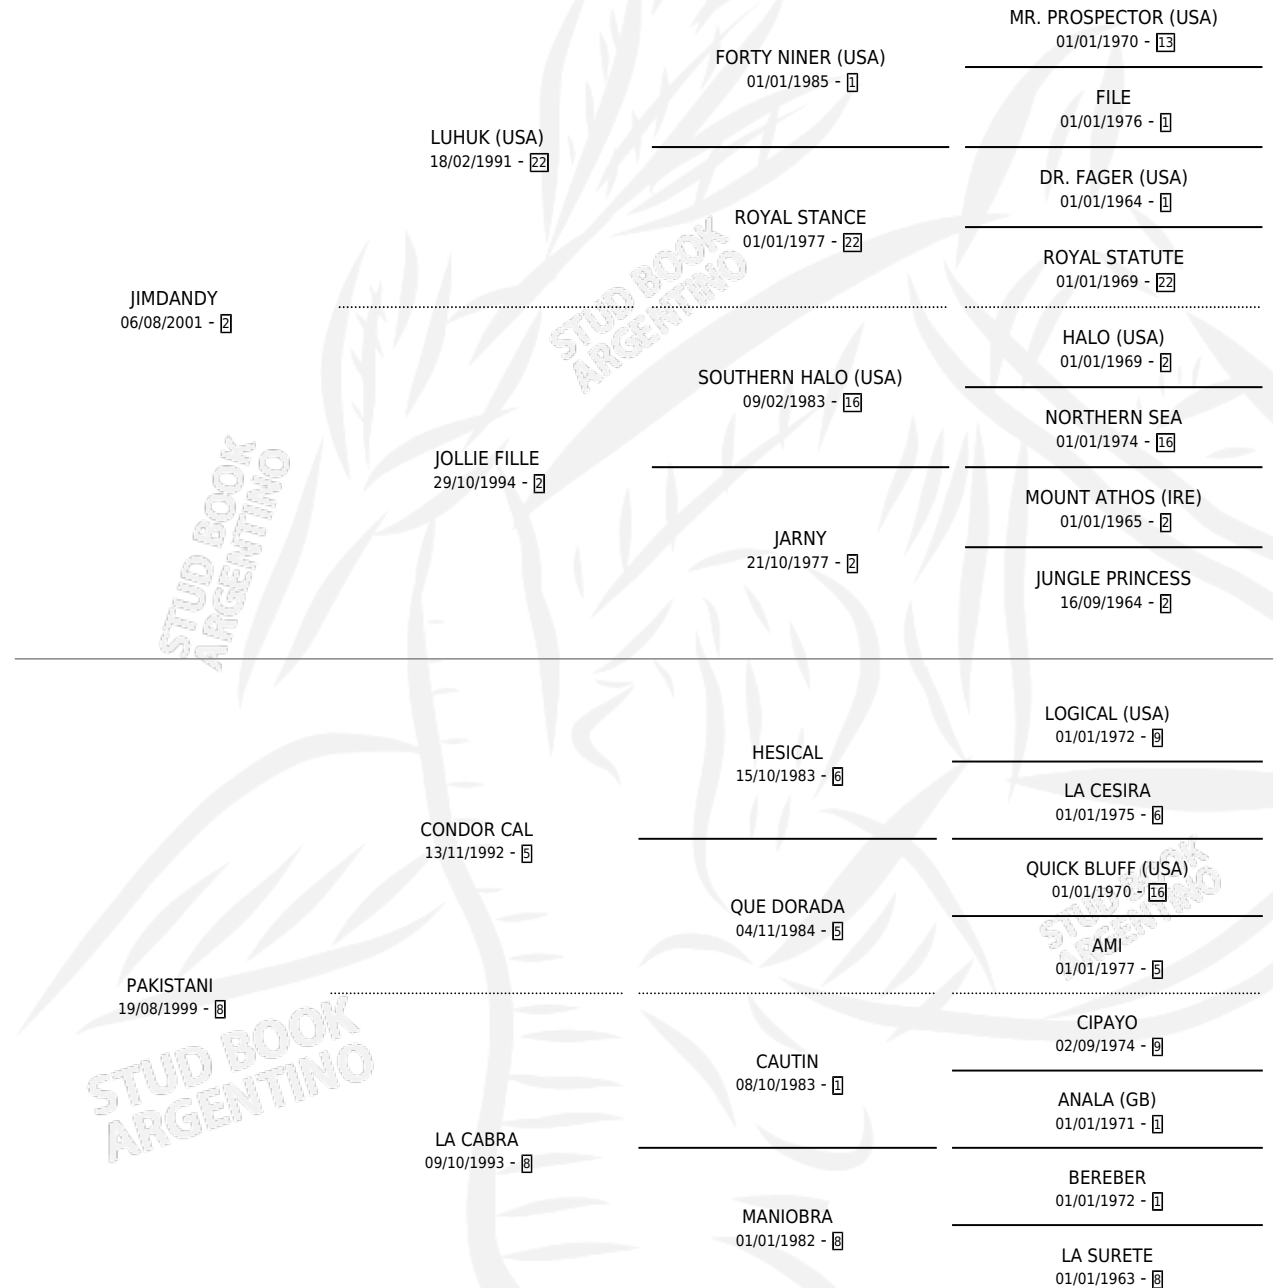 MR. PROSPECTOR (USA)
01/01/1970 - 13
FORTY NINER (USA)
01/01/1985 - 1
FILE
01/01/1976 - 1
LUHUK (USA)
18/02/1991 - 22
DR. FAGER (USA)
01/01/1964 - 1
ROYAL STANCE
01/01/1977 - 22
ROYAL STATUTE
01/01/1969 - 22
JIMDANDY
06/08/2001 - 2
HALO (USA)
01/01/1969 - 2
SOUTHERN HALO (USA)
09/02/1983 - 16
NORTHERN SEA
01/01/1974 - 16
JOLLIE FILLE
29/10/1994 - 2
MOUNT ATHOS (IRE)
01/01/1965 - 2
JARNY
21/10/1977 - 2
JUNGLE PRINCESS
16/09/1964 - 2
LOGICAL (USA)
01/01/1972 - 9
HESICAL
15/10/1983 - 6
LA CESIRA
01/01/1975 - 6
CONDOR CAL
13/11/1992 - 5
QUICK BLUFF (USA)
01/01/1970 - 16
QUE DORADA
04/11/1984 - 5
AMI
01/01/1977 - 5
PAKISTANI
19/08/1999 - 8
CIPAYO
02/09/1974 - 9
CAUTIN
08/10/1983 - 1
ANALA (GB)
01/01/1971 - 1
LA CABRA
09/10/1993 - 8
BEREBER
01/01/1972 - 1
MANIOBRA
01/01/1982 - 8
LA SURETE
01/01/1963 - 8
STUD BOOK
ARGENTINO
STUD BOOK
ARGENTINO
STUD BOOK
ARGENTINO
STUD BOOK
ARGENTINO